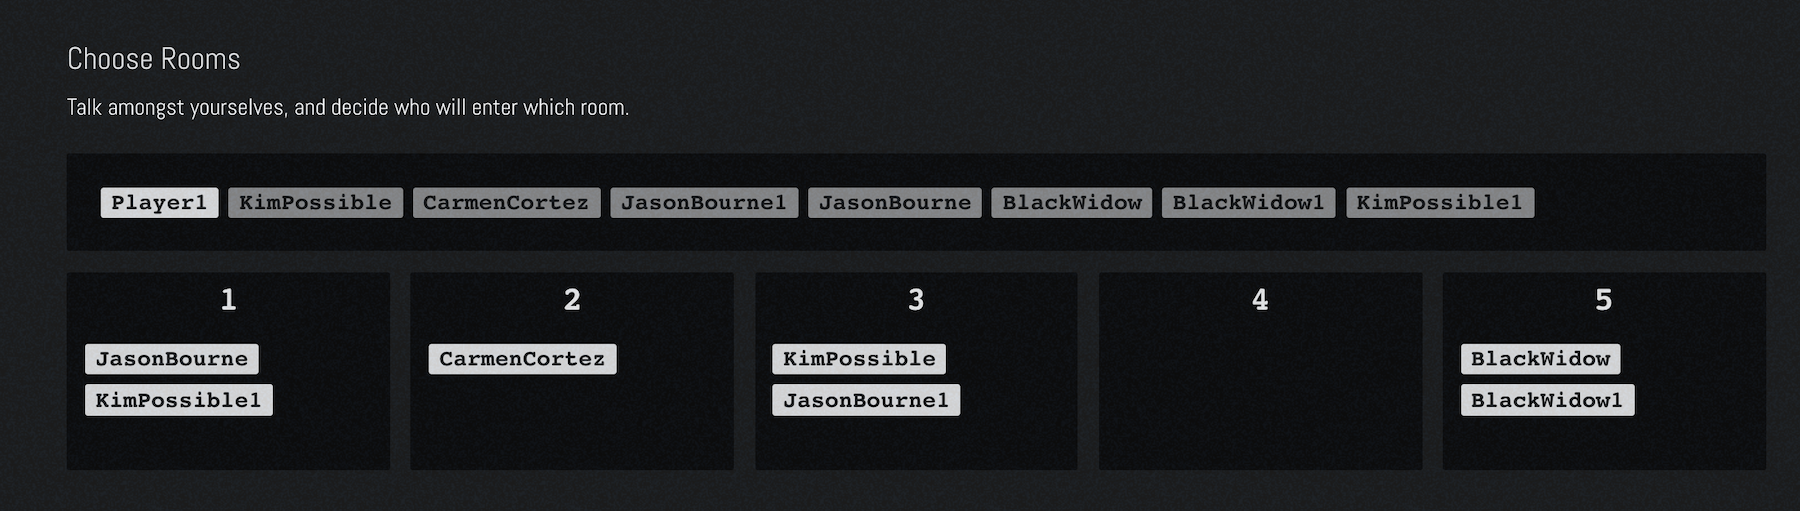 Choose Rooms
Talk amongst yourselves, and decide who will enter which room.
Player1 KimPossible CarmenCortez JasonBourne1 JasonBourne BlackWidow BlackWidow1 KimPossible1
1
JasonBourne
KimPossible1
2
CarmenCortez
3
KimPossible
JasonBourne1
4
5
BlackWidow
BlackWidow1